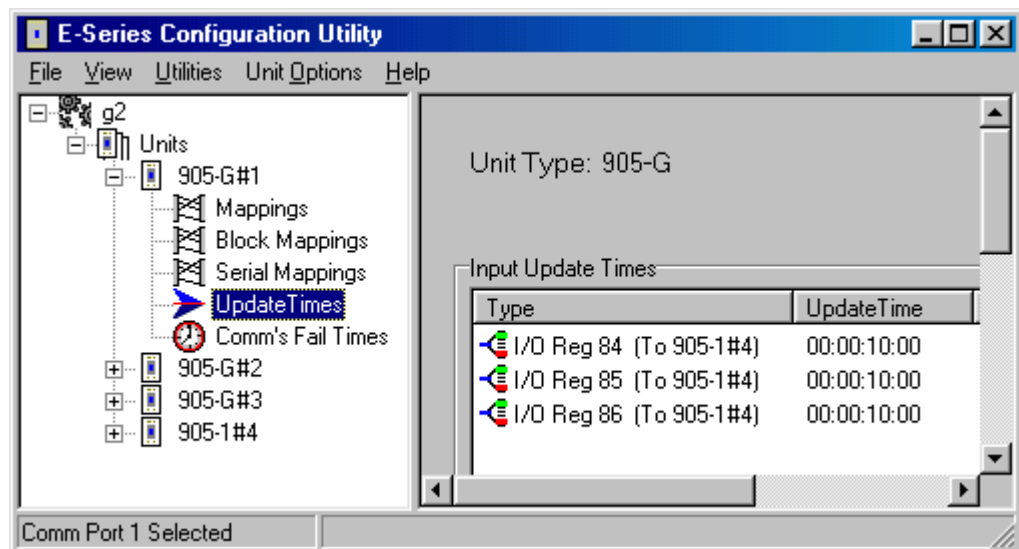 E-Series Configuration Utility
File View Utilities Unit Options Help
g2
Units
905-G#1
Mappings
Block Mappings
Serial Mappings
UpdateTimes
Comm's Fail Times
905-G#2
905-G#3
905-1#4
Unit Type: 905-G
Input Update Times
Type UpdateTime
I/O Reg 84 (To 905-1#4) 00:00:10:00
I/O Reg 85 (To 905-1#4) 00:00:10:00
I/O Reg 86 (To 905-1#4) 00:00:10:00
Comm Port 1 Selected